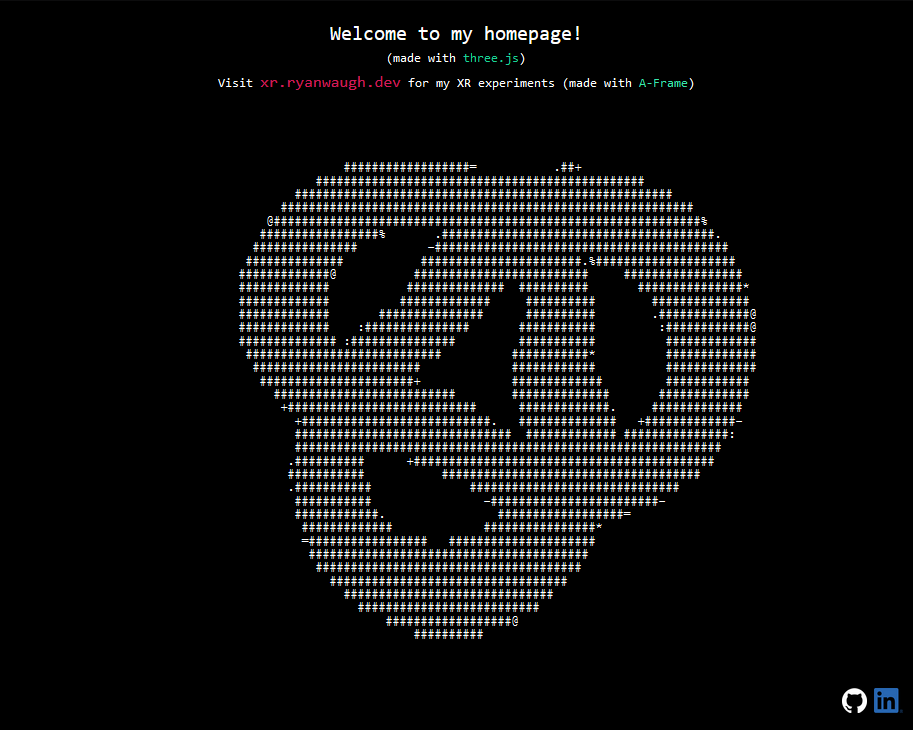 Welcome to my homepage!
(made with three.js)
Visit xr.ryanwaugh.dev for my XR experiments (made with A-Frame)
in